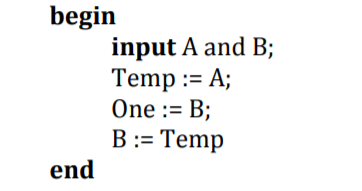 begin
input A and B;
Temp := A;
One := B;
B := Temp
end